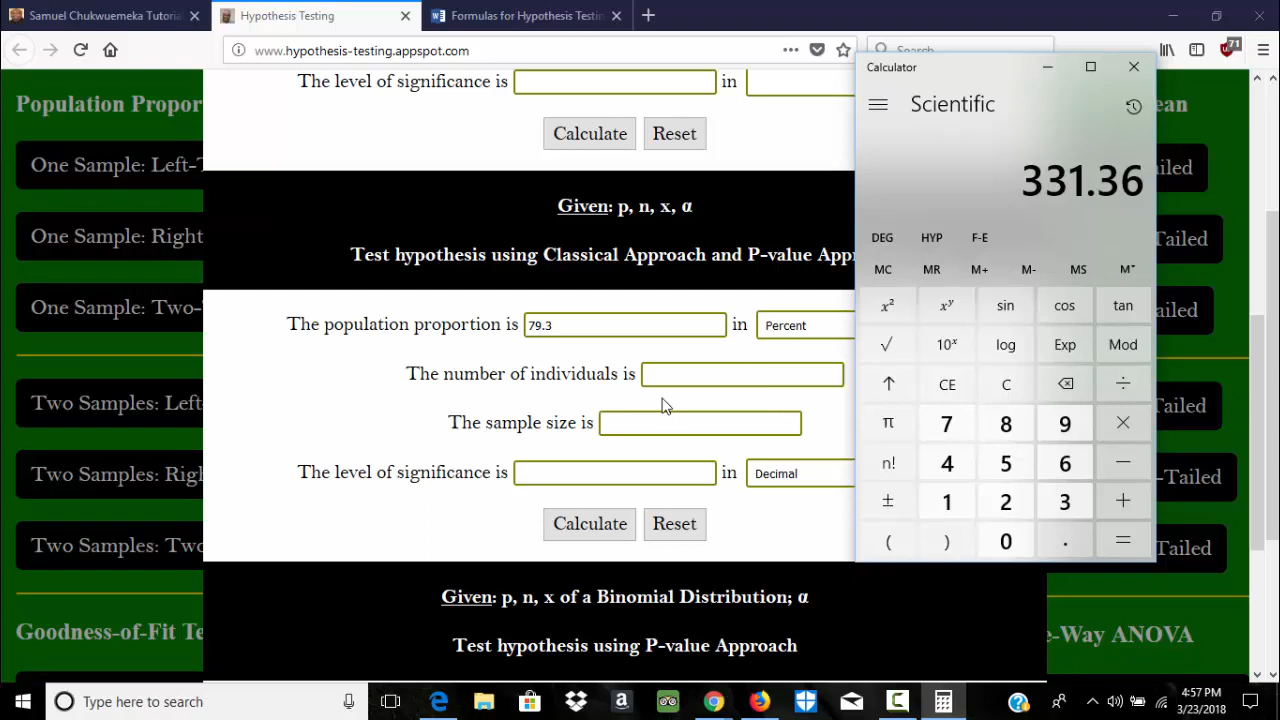 Samuel Chukwuemeka Tutoria
Hypothesis Testing
Formulas for Hypothesis Testin
www.hypothesis-testing.appspot.com
Search
71
Population Propor
ean
One Sample: Left-T
ailed
One Sample: Right
Tailed
One Sample: Two-
ailed
Two Samples: Left
Tailed
Two Samples: Righ
-Tailed
Two Samples: Two
Tailed
Goodness-of-Fit Te
e-Way ANOVA
The level of significance is
in
Calculate Reset
Given: p, n, x, α
Test hypothesis using Classical Approach and P-value Appr
The population proportion is 79.3 in Percent
The number of individuals is
The sample size is
The level of significance is in Decimal
Calculate Reset
Given: p, n, x of a Binomial Distribution; α
Test hypothesis using P-value Approach
Calculator
Scientific
331.36
DEG HYP F-E
MC MR M+ M- MS M˅
x² xʸ sin cos tan
√ 10ˣ log Exp Mod
↑ CE C ⌫ ÷
π 7 8 9 ×
n! 4 5 6 −
± 1 2 3 +
( ) 0 . =
Type here to search
4:57 PM
3/23/2018